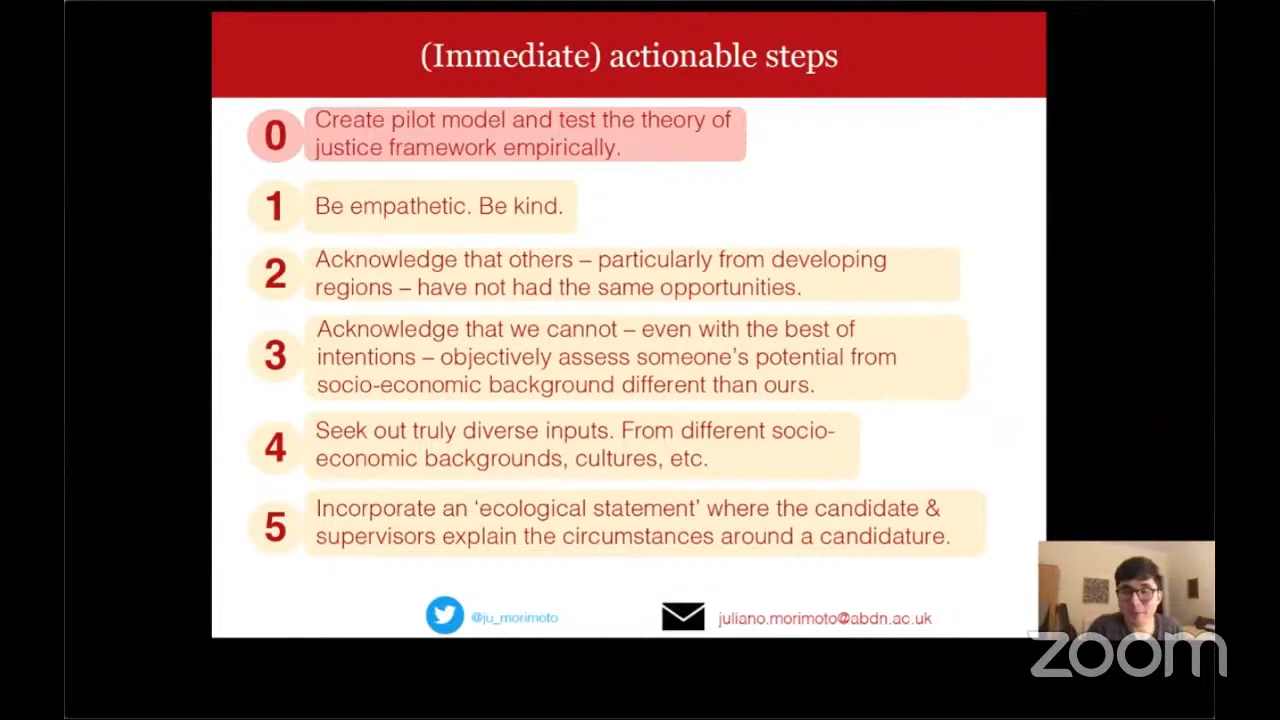 (Immediate) actionable steps
0
Create pilot model and test the theory of
justice framework empirically.
1
Be empathetic. Be kind.
2
Acknowledge that others – particularly from developing
regions – have not had the same opportunities.
3
Acknowledge that we cannot – even with the best of
intentions – objectively assess someone’s potential from
socio-economic background different than ours.
4
Seek out truly diverse inputs. From different socio-
economic backgrounds, cultures, etc.
5
Incorporate an ‘ecological statement’ where the candidate &
supervisors explain the circumstances around a candidature.
@ju_morimoto
juliano.morimoto@abdn.ac.uk
zoom